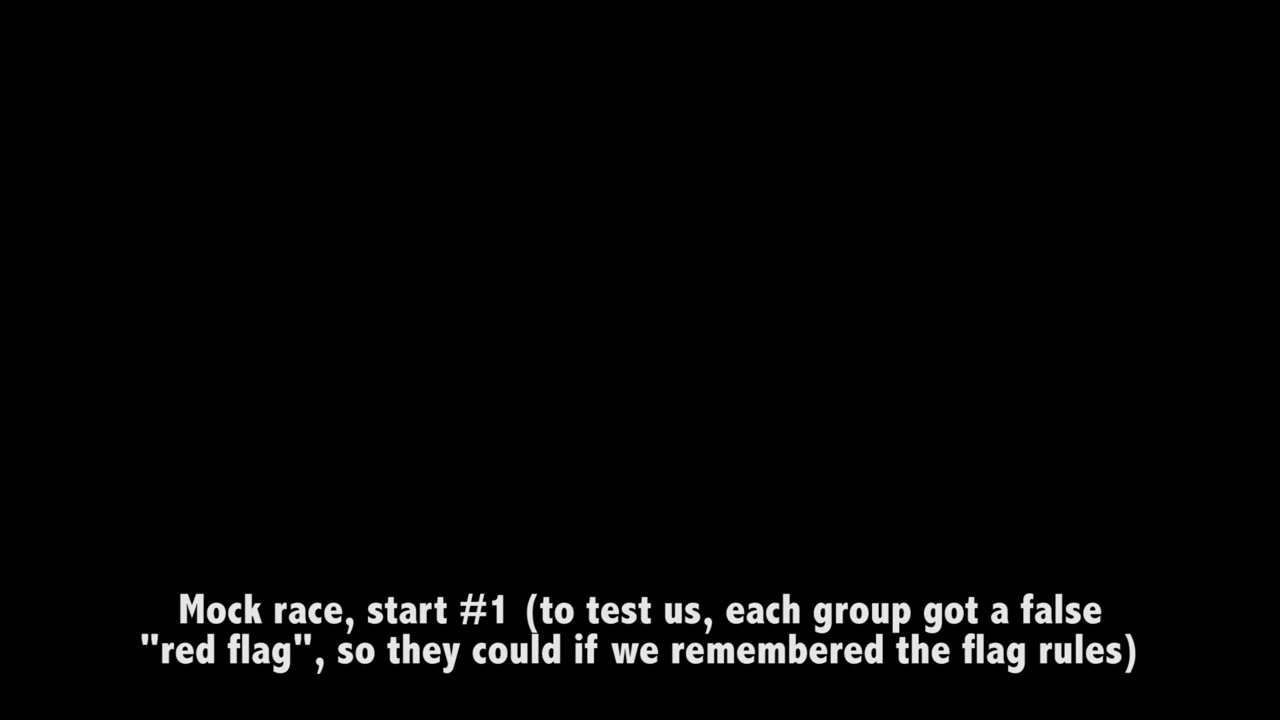 Mock race, start #1 (to test us, each group got a false
"red flag", so they could if we remembered the flag rules)